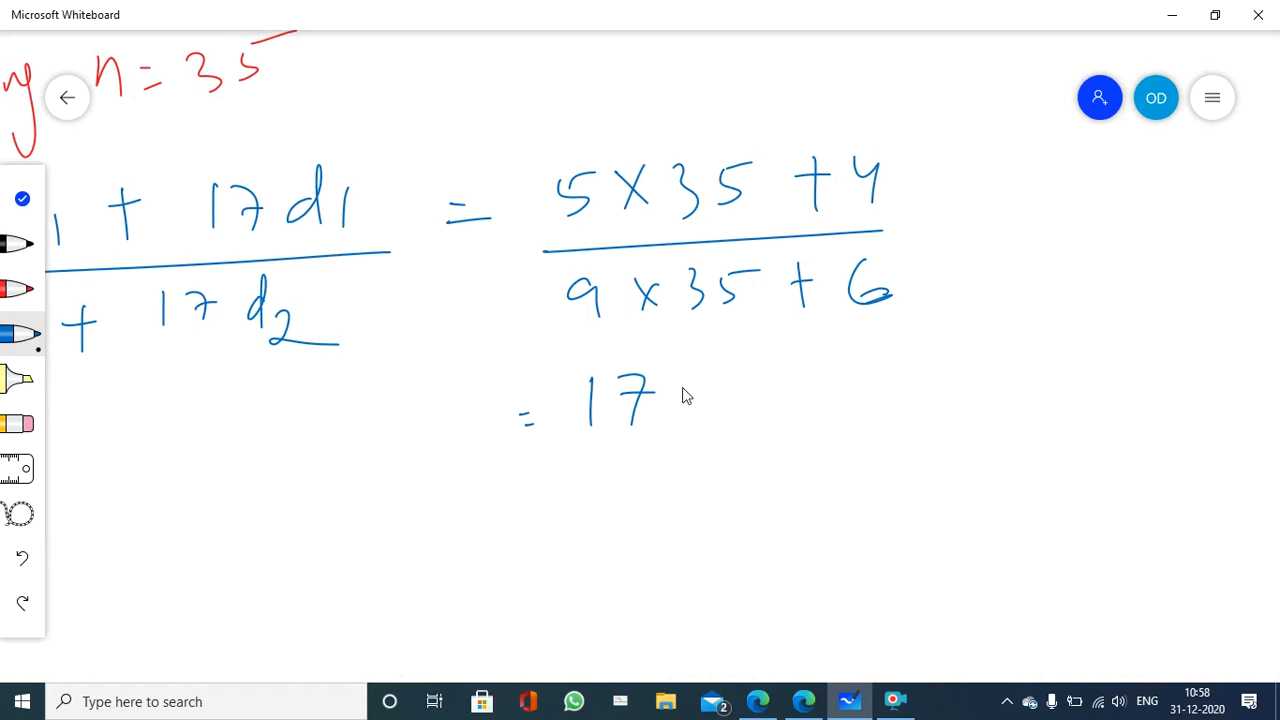 Microsoft Whiteboard
n = 35
OD
1 + 17d1 = 5 x 35 + 4
+ 17d2 9 x 35 + 6
= 17
Type here to search
2
ENG
10:58
31-12-2020